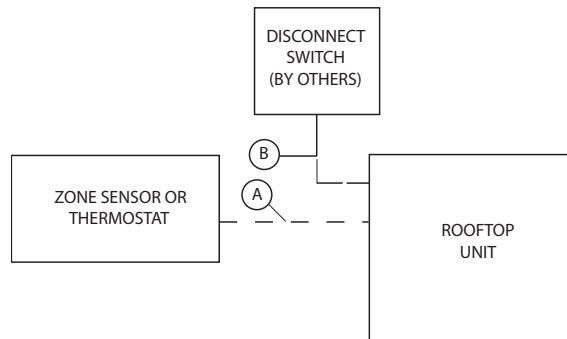 DISCONNECT
SWITCH
(BY OTHERS)
B
ZONE SENSOR OR
THERMOSTAT
A
ROOFTOP
UNIT